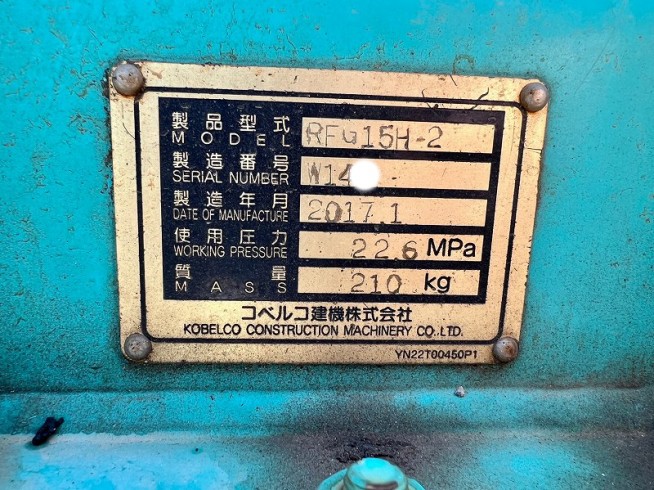 製品型式
MODEL RFG15H-2
製造番号
SERIAL NUMBER W14
製造年月
DATE OF MANUFACTURE 2017.1
使用圧力
WORKING PRESSURE 22.6 MPa
質量
MASS 210 kg
コベルコ建機株式会社
KOBELCO CONSTRUCTION MACHINERY CO.,LTD.
YN22T00450P1